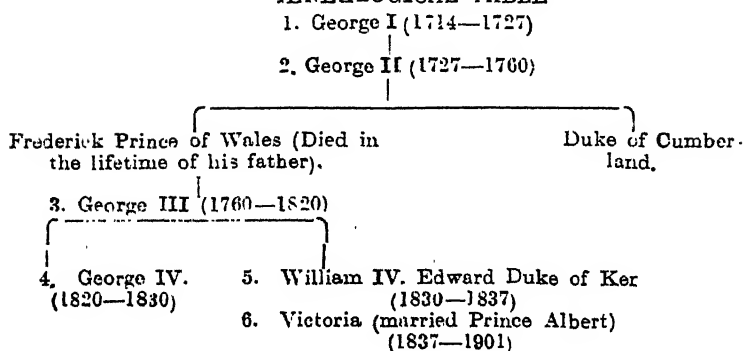 1. George I (1714—1727)
2. George II (1727—1760)
Frederick Prince of Wales (Died in
the lifetime of his father).
Duke of Cumber-
land.
3. George III (1760—1820)
4. George IV.
(1820—1830)
5. William IV. Edward Duke of Ker
(1830—1837)
6. Victoria (married Prince Albert)
(1837—1901)